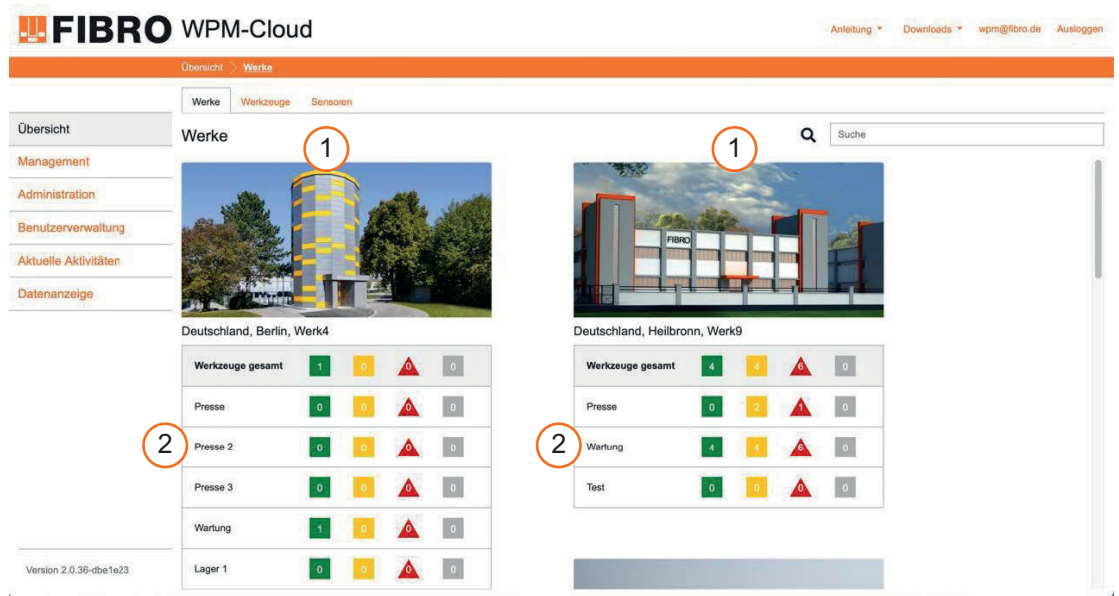 FIBRO WPM-Cloud
Anleitung Downloads wpm@fibro.de Ausloggen
Übersicht > Werke
Werke Werkzeuge Sensoren
Übersicht
Management
Administration
Benutzerverwaltung
Aktuelle Aktivitäten
Datenanzeige
Version 2.0.36-dbe1e23
Werke
Suche
1
Deutschland, Berlin, Werk4
Werkzeuge gesamt 1 0 0 0
Presse 0 0 0 0
2
Presse 2 0 0 0 0
Presse 3 0 0 0 0
Wartung 1 0 0 0
Lager 1 0 0 0 0
1
FIBRO
Deutschland, Heilbronn, Werk9
Werkzeuge gesamt 4 4 6 0
Presse 0 2 1 0
2
Wartung 4 4 6 0
Test 0 0 0 0